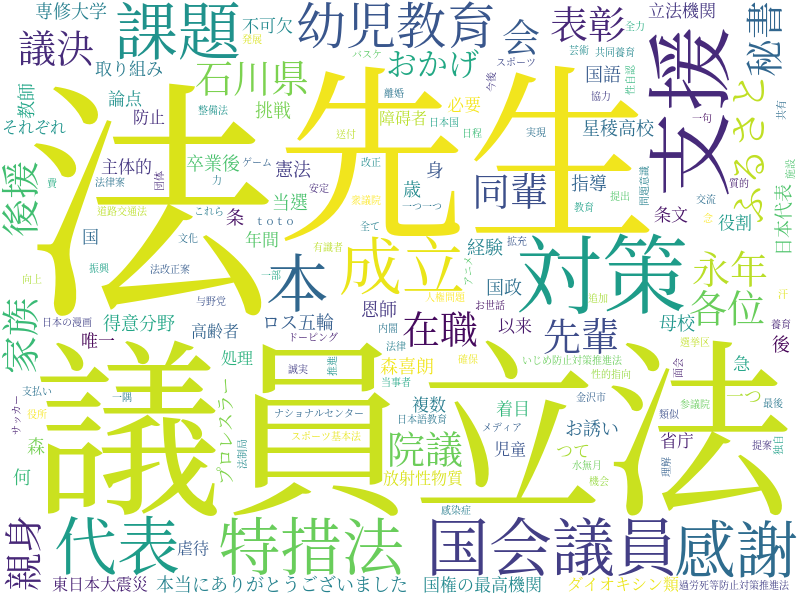 専修大学
課題
幼児教育
不可欠
発展
会
表彰
立法機関
全力
秘書
議決
取り組み
石川県
バスケ
おかげ
芸術
共同養育
スポーツ
国語
性自認
支援
教師
論点
整備法
挑戦
離婚
必要
今後
協力
一句
共有
それぞれ
防止
障碍者
日本国
日程
実現
星稜高校
ふるさと
法
先生
主体的
卒業後
ゲーム
憲法
送付
改正
身
同輩
指導
問題意識
質的
施設
後援
費
法律案
団体
力
当選
安定
衆議院
一つ一つ
歳
提出
教育
交流
日本代表
道路交通法
これら
条
toto
全て
条文
役割
国
文化
年間
有識者
成立
経験
拡充
対策
向上
振興
法改正案
一部
本
アニメ
国政
永年
家族
与野党
人権問題
追加
汗
日本の漫画
得意分野
ロス五輪
恩師
お世話
在職
以来
各位
唯一
高齢者
ドーピング
内閣
法律
先輩
母校
養育
後
処理
誠実
推進
森喜朗
確保
いじめ防止対策推進法
選挙区
面会
急
支払い
一隅
プロレスラー
当事者
性的指向
一つ
サッカー
役所
議員立法
ナショナルセンター
複数
着目
金沢市
参議院
類似
最後
日本語教育
お誘い
森
スポーツ基本法
メディア
省庁
提案
独自
何
法制局
院議
児童
つて
水無月
理解
放射性物質
機会
感染症
親身
代表
虐待
特措法
国会議員
感謝
東日本大震災
本当にありがとうございました
国権の最高機関
ダイオキシン類
過労死等防止対策推進法